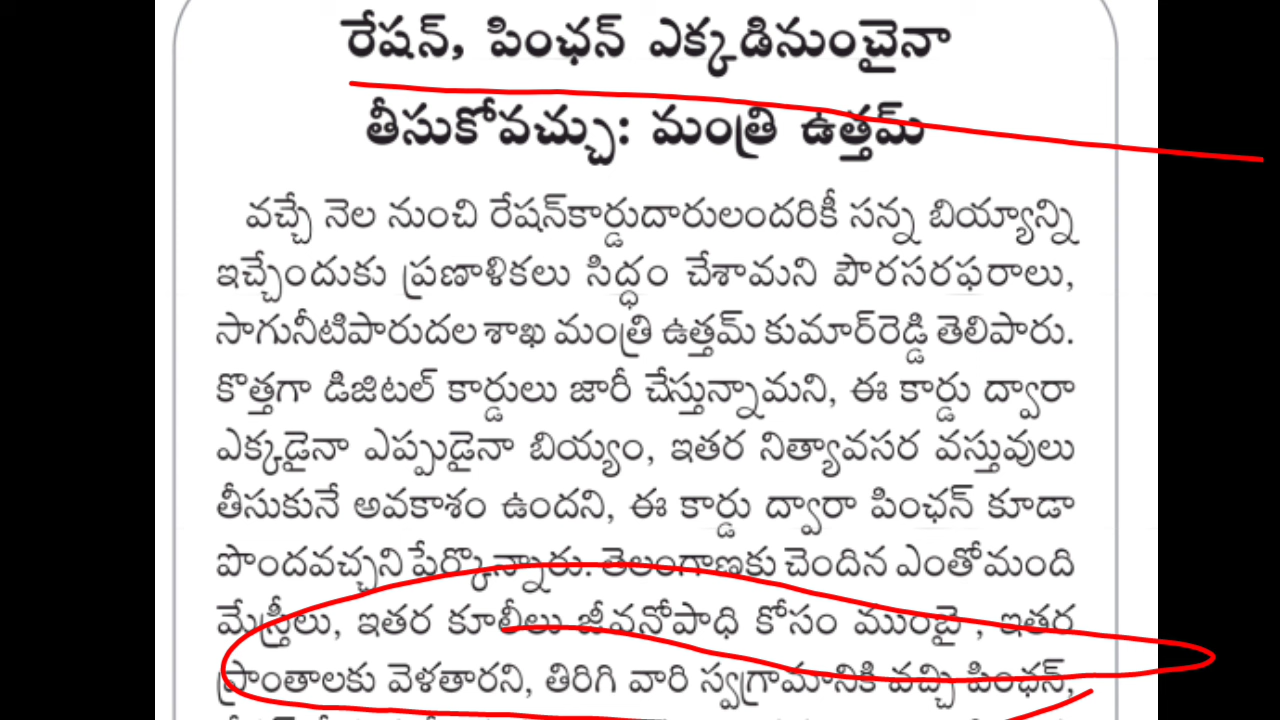 రేషన్, పింఛన్ ఎక్కడినుంచైనా
తీసుకోవచ్చు: మంత్రి ఉత్తమ్
వచ్చే నెల నుంచి రేషన్‌కార్డుదారులందరికీ సన్న బియ్యాన్ని
ఇచ్చేందుకు ప్రణాళికలు సిద్ధం చేశామని పౌరసరఫరాలు,
సాగునీటిపారుదల శాఖ మంత్రి ఉత్తమ్ కుమార్‌రెడ్డి తెలిపారు.
కొత్తగా డిజిటల్ కార్డులు జారీ చేస్తున్నామని, ఈ కార్డు ద్వారా
ఎక్కడైనా ఎప్పుడైనా బియ్యం, ఇతర నిత్యావసర వస్తువులు
తీసుకునే అవకాశం ఉందని, ఈ కార్డు ద్వారా పింఛన్ కూడా
పొందవచ్చని పేర్కొన్నారు. తెలంగాణకు చెందిన ఎంతోమంది
మేస్త్రీలు, ఇతర కూలీలు జీవనోపాధి కోసం ముంబై , ఇతర
ప్రాంతాలకు వెళతారని, తిరిగి వారి స్వగ్రామానికి వచ్చి పింఛన్,